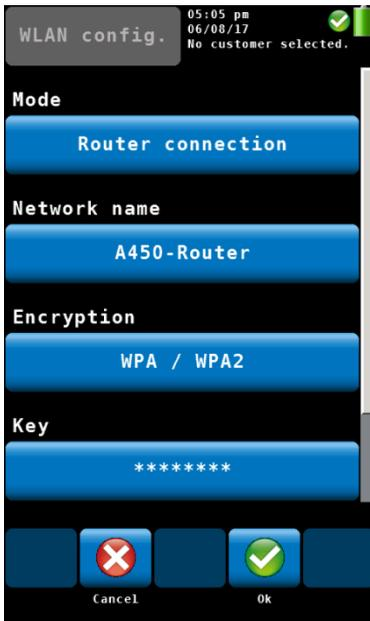 WLAN config.
05:05 pm
06/08/17
No customer selected.
Mode
Router connection
Network name
A450-Router
Encryption
WPA / WPA2
Key
********
Cancel
Ok